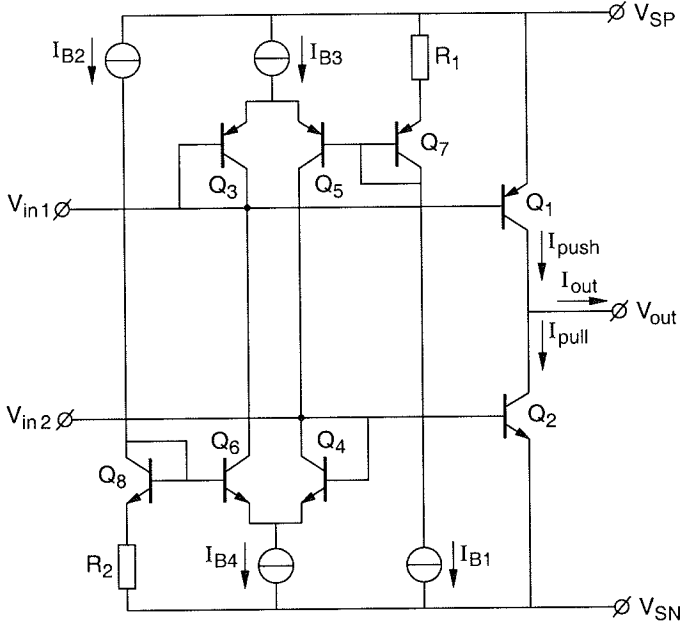 V_SP
I_B2
I_B3
R_1
Q_7
Q_3
Q_5
V_in1
Q_1
I_push
I_out
V_out
I_pull
V_in2
Q_2
Q_6
Q_4
Q_8
R_2
I_B4
I_B1
V_SN